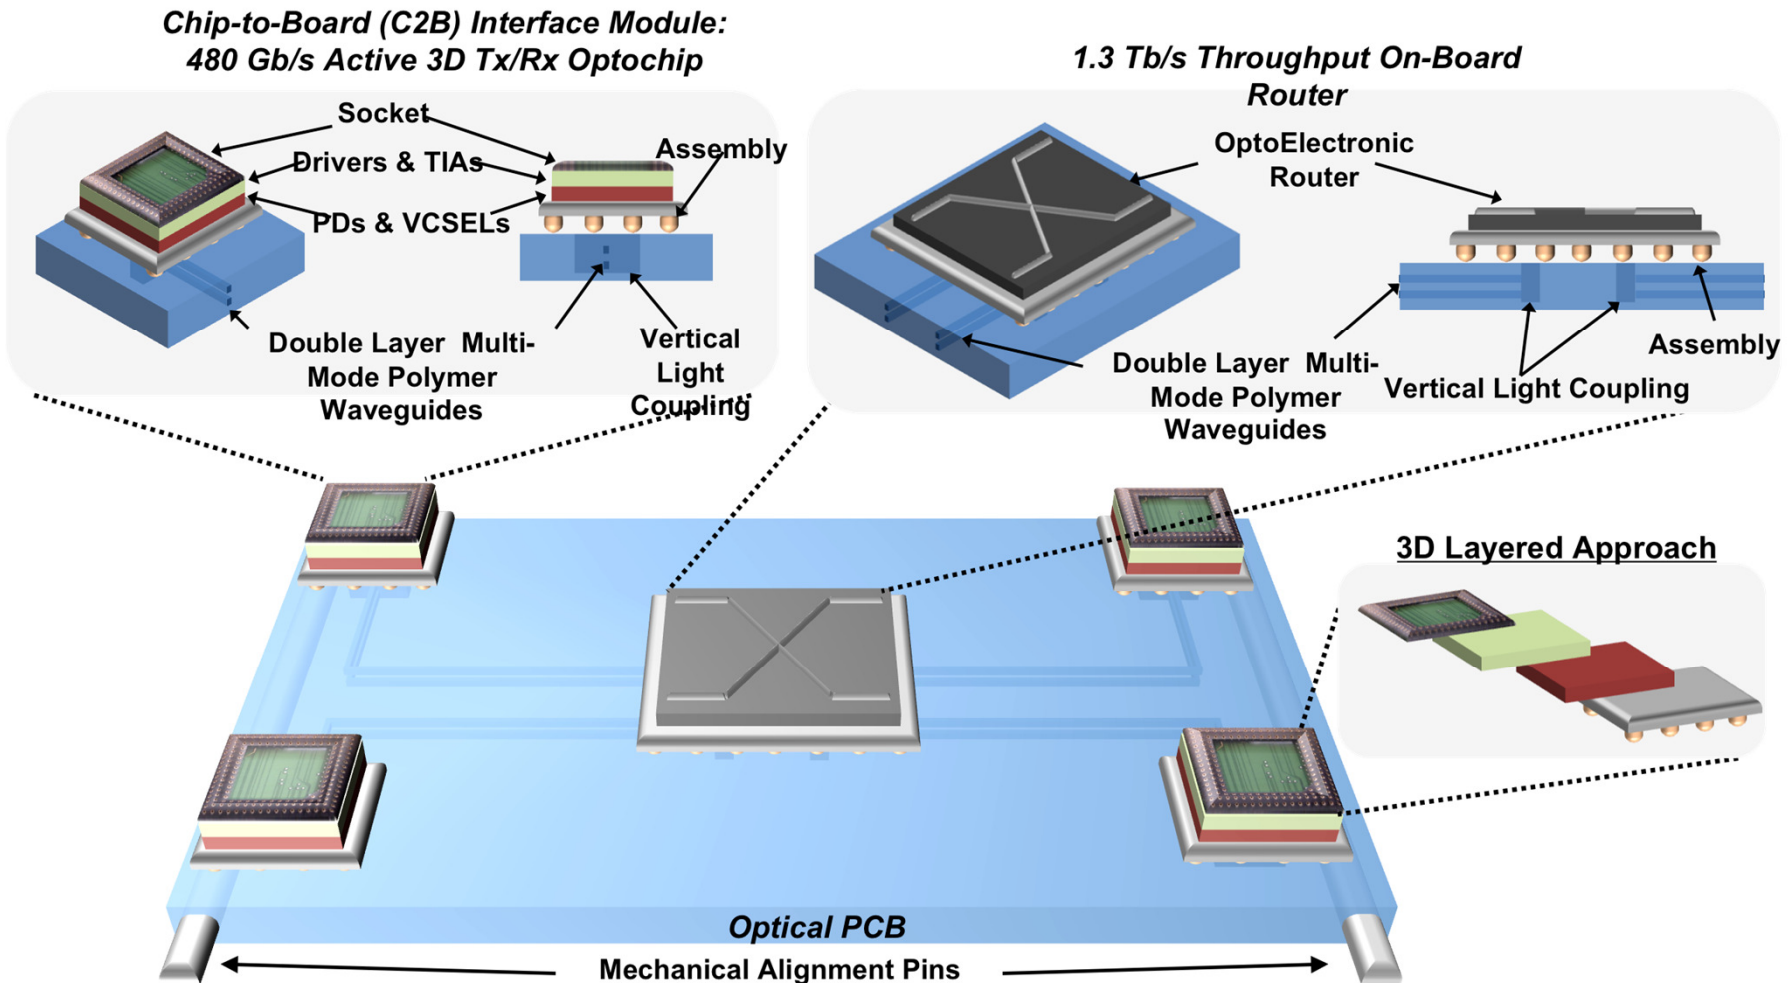 Chip-to-Board (C2B) Interface Module:
480 Gb/s Active 3D Tx/Rx Optochip
Socket
Drivers & TIAs
PDs & VCSELs
Assembly
Double Layer Multi-
Mode Polymer
Waveguides
Vertical
Light
Coupling
1.3 Tb/s Throughput On-Board
Router
OptoElectronic
Router
Double Layer Multi-
Mode Polymer
Waveguides
Vertical Light Coupling
Assembly
3D Layered Approach
Optical PCB
Mechanical Alignment Pins